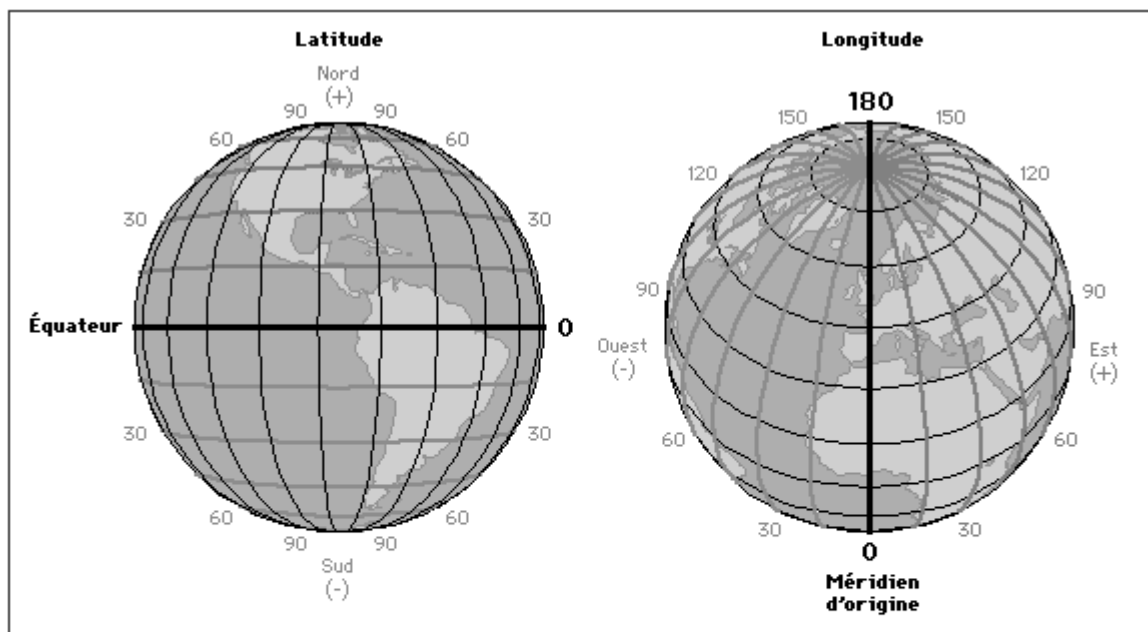 Latitude
Nord
(+)
90 90
60 60
30 30
Équateur 0
30 30
60 60
90 90
Sud
(-)
Longitude
180
150 150
120 120
90 90
Ouest
(-)
Est
(+)
60 60
30 30
0
Méridien
d'origine